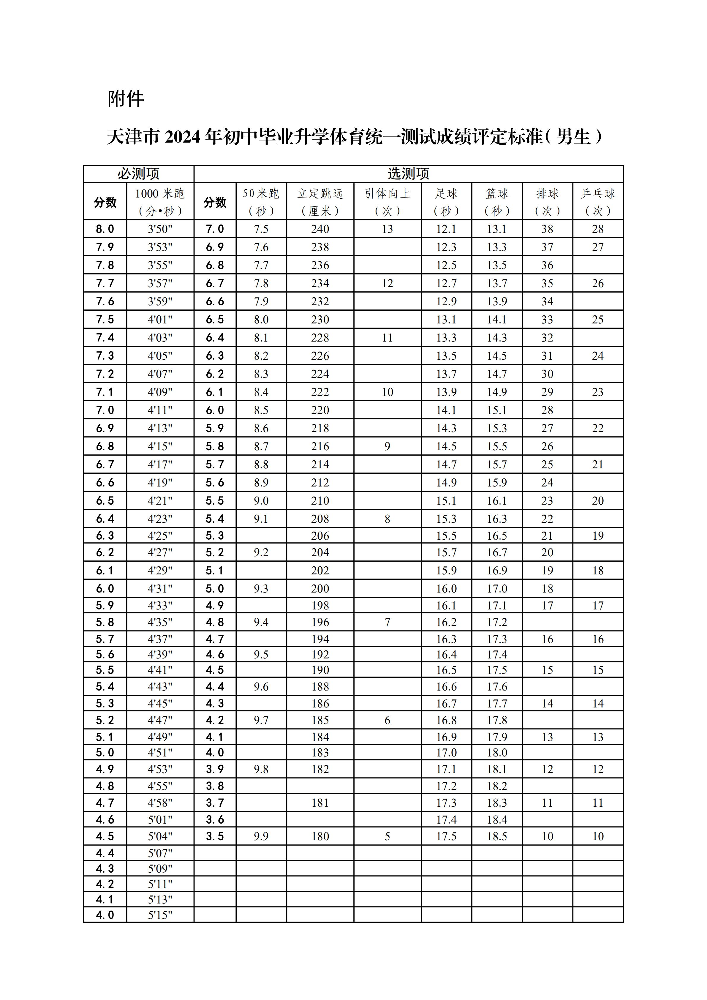 附件
天津市 2024 年初中毕业升学体育统一测试成绩评定标准（男生）
必测项 选测项
分数 1000 米跑（分•秒） 分数 50米跑（秒） 立定跳远（厘米） 引体向上（次） 足球（秒） 篮球（秒） 排球（次） 乒乓球（次）
8.0 3'50" 7.0 7.5 240 13 12.1 13.1 38 28
7.9 3'53" 6.9 7.6 238 12.3 13.3 37 27
7.8 3'55" 6.8 7.7 236 12.5 13.5 36
7.7 3'57" 6.7 7.8 234 12 12.7 13.7 35 26
7.6 3'59" 6.6 7.9 232 12.9 13.9 34
7.5 4'01" 6.5 8.0 230 13.1 14.1 33 25
7.4 4'03" 6.4 8.1 228 11 13.3 14.3 32
7.3 4'05" 6.3 8.2 226 13.5 14.5 31 24
7.2 4'07" 6.2 8.3 224 13.7 14.7 30
7.1 4'09" 6.1 8.4 222 10 13.9 14.9 29 23
7.0 4'11" 6.0 8.5 220 14.1 15.1 28
6.9 4'13" 5.9 8.6 218 14.3 15.3 27 22
6.8 4'15" 5.8 8.7 216 9 14.5 15.5 26
6.7 4'17" 5.7 8.8 214 14.7 15.7 25 21
6.6 4'19" 5.6 8.9 212 14.9 15.9 24
6.5 4'21" 5.5 9.0 210 15.1 16.1 23 20
6.4 4'23" 5.4 9.1 208 8 15.3 16.3 22
6.3 4'25" 5.3 206 15.5 16.5 21 19
6.2 4'27" 5.2 9.2 204 15.7 16.7 20
6.1 4'29" 5.1 202 15.9 16.9 19 18
6.0 4'31" 5.0 9.3 200 16.0 17.0 18
5.9 4'33" 4.9 198 16.1 17.1 17 17
5.8 4'35" 4.8 9.4 196 7 16.2 17.2
5.7 4'37" 4.7 194 16.3 17.3 16 16
5.6 4'39" 4.6 9.5 192 16.4 17.4
5.5 4'41" 4.5 190 16.5 17.5 15 15
5.4 4'43" 4.4 9.6 188 16.6 17.6
5.3 4'45" 4.3 186 16.7 17.7 14 14
5.2 4'47" 4.2 9.7 185 6 16.8 17.8
5.1 4'49" 4.1 184 16.9 17.9 13 13
5.0 4'51" 4.0 183 17.0 18.0
4.9 4'53" 3.9 9.8 182 17.1 18.1 12 12
4.8 4'55" 3.8 17.2 18.2
4.7 4'58" 3.7 181 17.3 18.3 11 11
4.6 5'01" 3.6 17.4 18.4
4.5 5'04" 3.5 9.9 180 5 17.5 18.5 10 10
4.4 5'07"
4.3 5'09"
4.2 5'11"
4.1 5'13"
4.0 5'15"